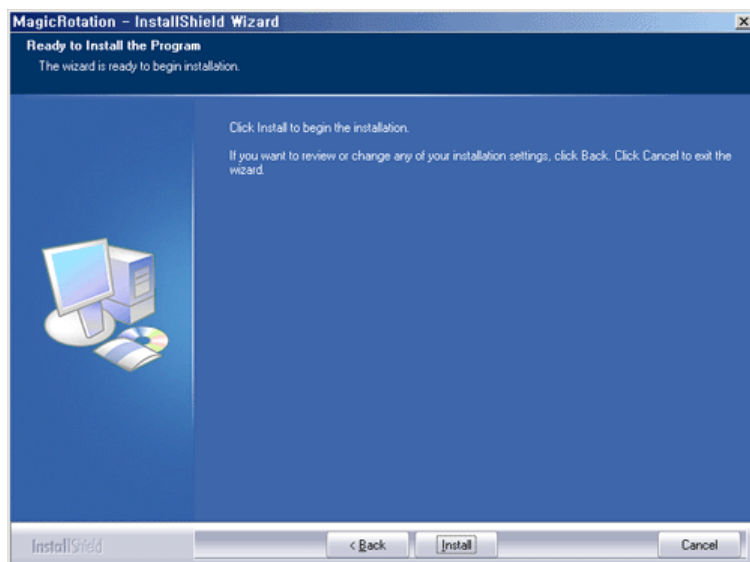 MagicRotation - InstallShield Wizard
Ready to Install the Program
The wizard is ready to begin installation.
Click Install to begin the installation.
If you want to review or change any of your installation settings, click Back. Click Cancel to exit the
wizard.
InstallShield
< Back
Install
Cancel